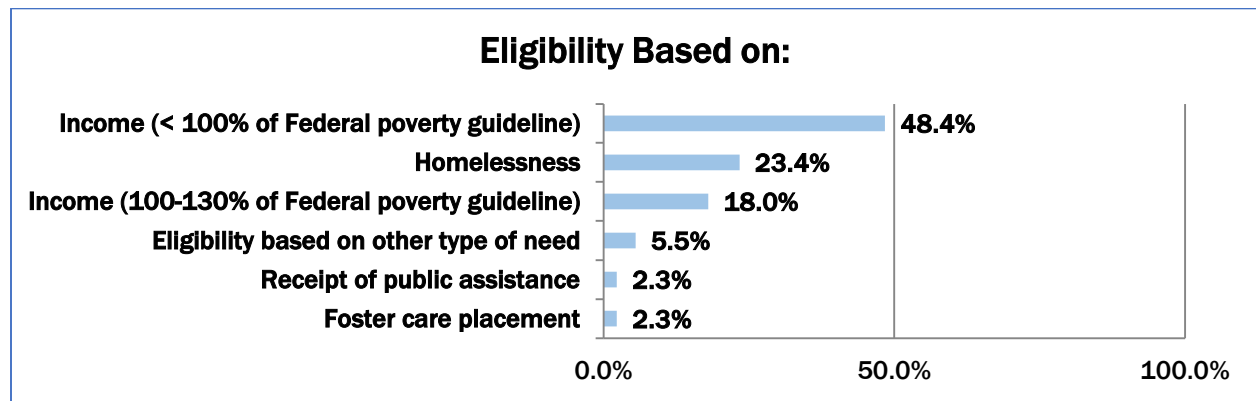 Eligibility Based on:
Income (< 100% of Federal poverty guideline) 48.4%
Homelessness 23.4%
Income (100-130% of Federal poverty guideline) 18.0%
Eligibility based on other type of need 5.5%
Receipt of public assistance 2.3%
Foster care placement 2.3%
0.0% 50.0% 100.0%